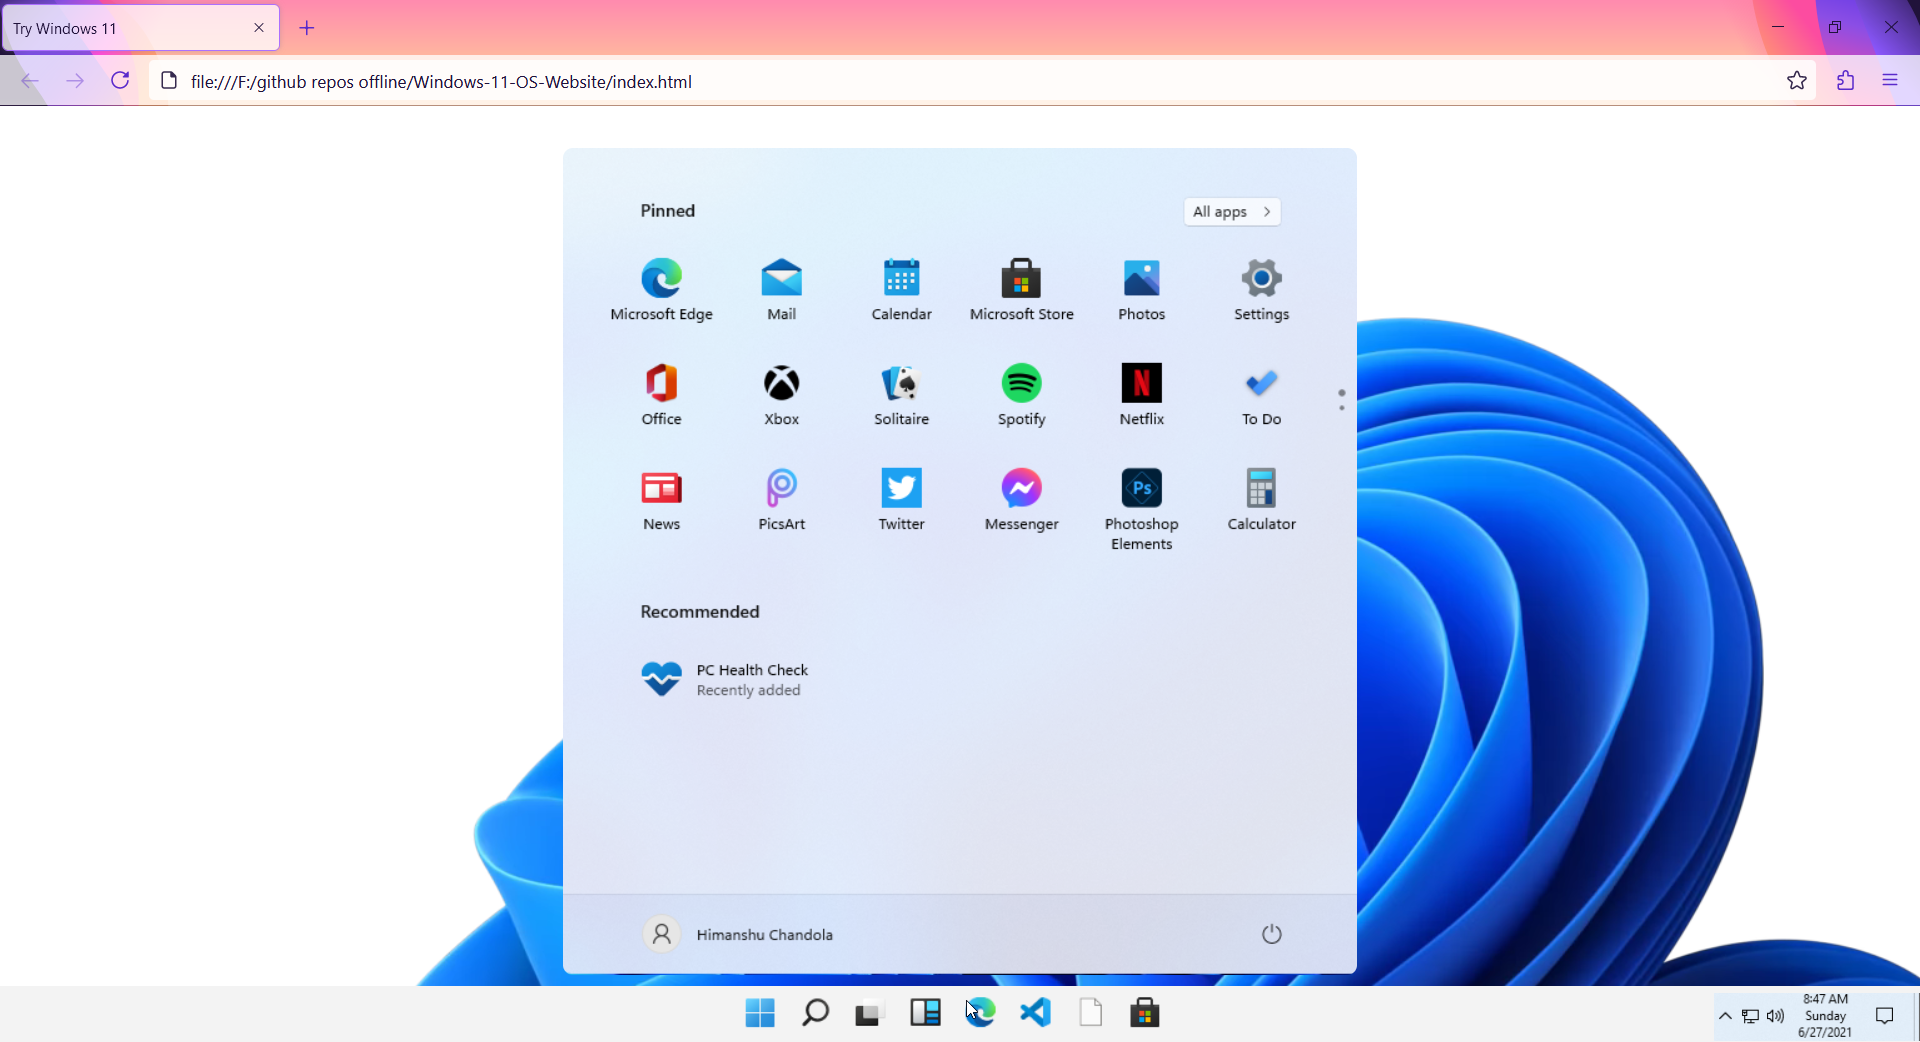 Try Windows 11
file:///F:/github repos offline/Windows-11-OS-Website/index.html
Pinned
All apps
Microsoft Edge
Mail
Calendar
Microsoft Store
Photos
Settings
Office
Xbox
Solitaire
Spotify
N
Netflix
To Do
News
PicsArt
Twitter
Messenger
Ps
Photoshop
Elements
Calculator
Recommended
PC Health Check
Recently added
Himanshu Chandola
8:47 AM
Sunday
6/27/2021